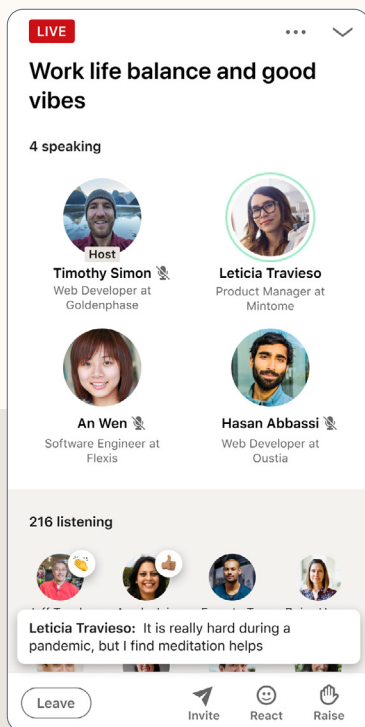 LIVE
Work life balance and good
vibes
4 speaking
Host
Timothy Simon
Web Developer at
Goldenphase
Leticia Travieso
Product Manager at
Mintome
An Wen
Software Engineer at
Flexis
Hasan Abbassi
Web Developer at
Oustia
216 listening
Leticia Travieso: It is really hard during a
pandemic, but I find meditation helps
Leave
Invite
React
Raise